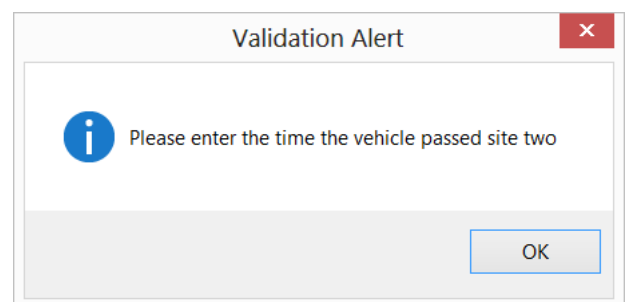 Validation Alert
Please enter the time the vehicle passed site two
OK